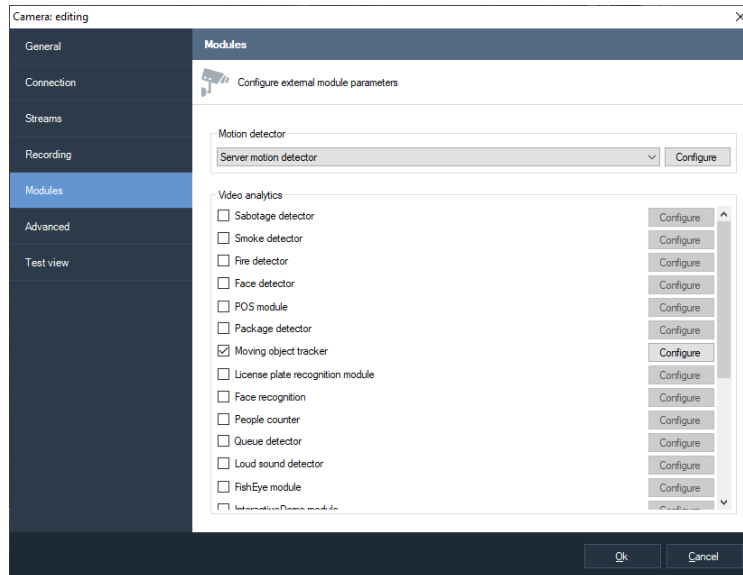 Camera: editing
General
Connection
Streams
Recording
Modules
Advanced
Test view
Modules
Configure external module parameters
Motion detector
Server motion detector
Configure
Video analytics
Sabotage detector Configure
Smoke detector Configure
Fire detector Configure
Face detector Configure
POS module Configure
Package detector Configure
Moving object tracker Configure
License plate recognition module Configure
Face recognition Configure
People counter Configure
Queue detector Configure
Loud sound detector Configure
FishEye module Configure
InteractiveDome module Configure
Ok Cancel